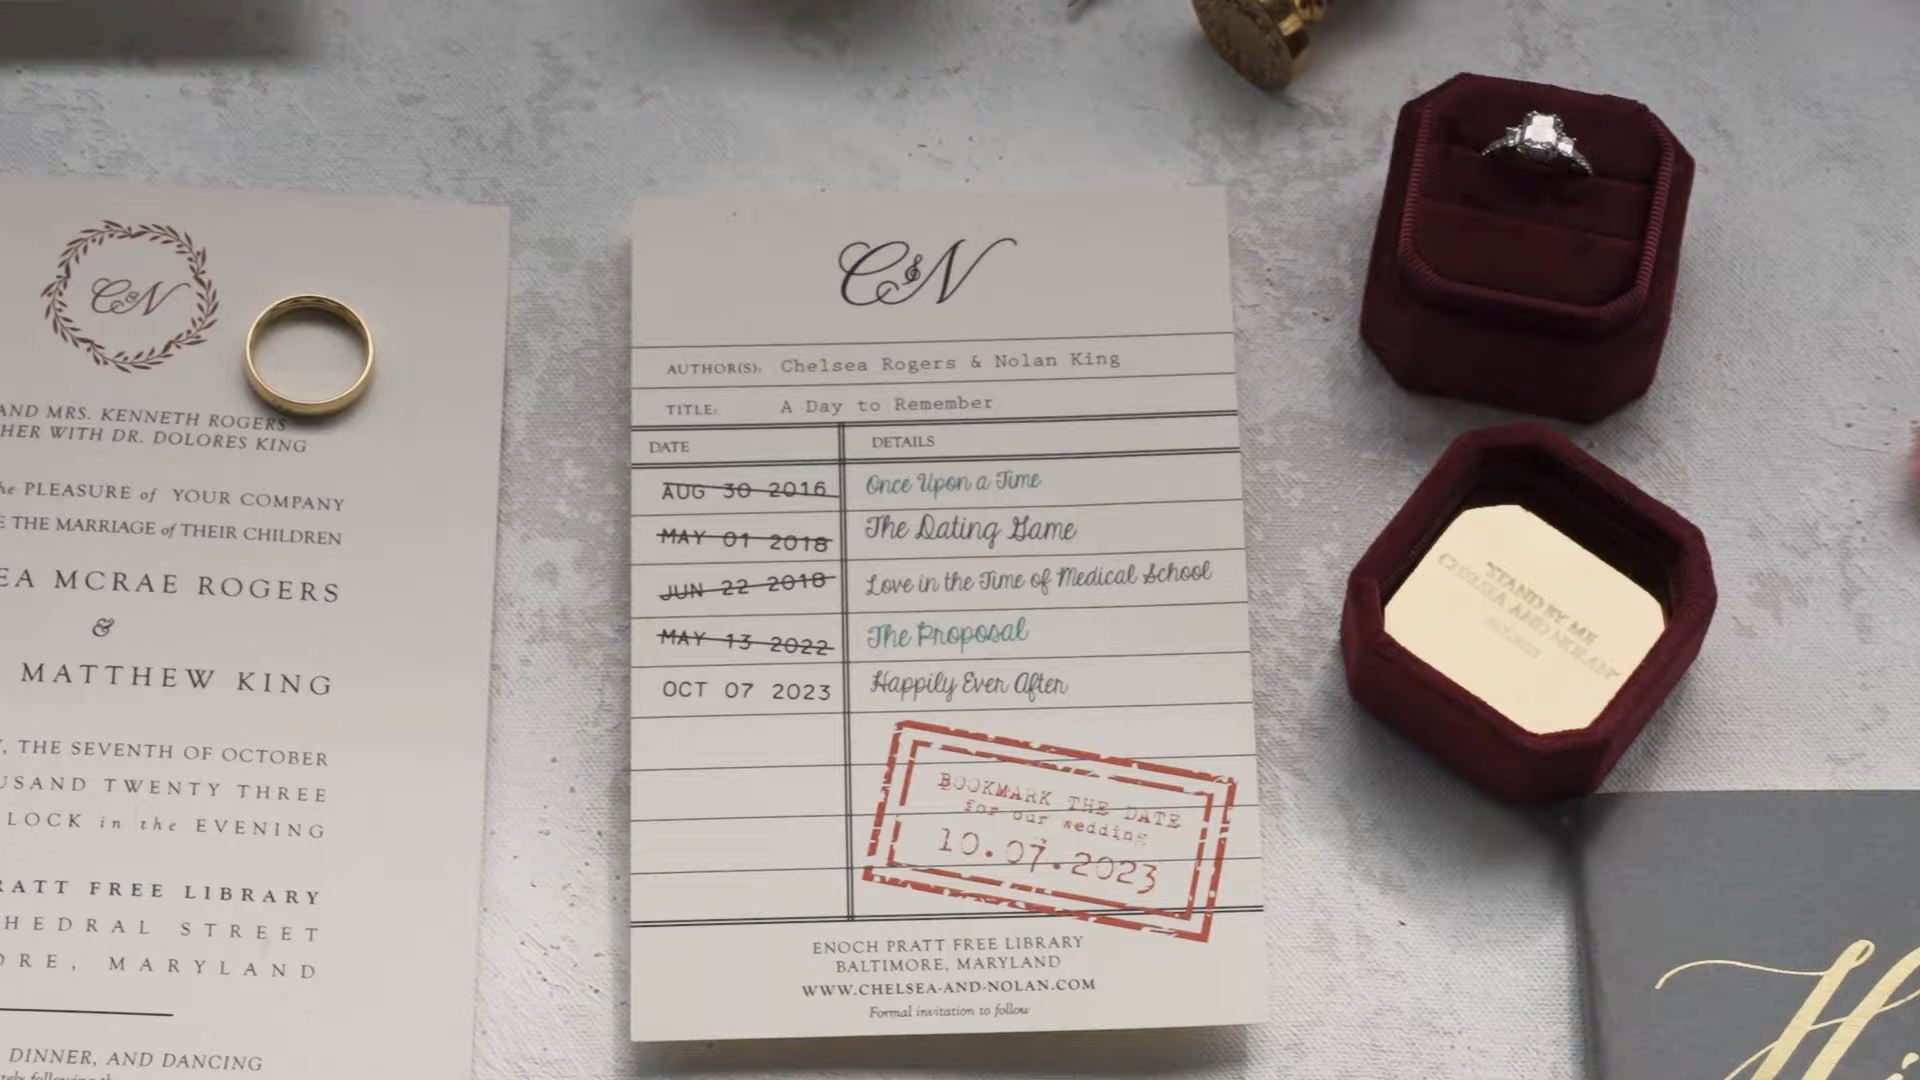 C&N
AND MRS. KENNETH ROGERS
HER WITH DR. DOLORES KING
he PLEASURE of YOUR COMPANY
E THE MARRIAGE of THEIR CHILDREN
EA MCRAE ROGERS
&
MATTHEW KING
, THE SEVENTH OF OCTOBER
USAND TWENTY THREE
LOCK in the EVENING
RATT FREE LIBRARY
HEDRAL STREET
ORE, MARYLAND
DINNER, AND DANCING
C&N
AUTHOR(S): Chelsea Rogers & Nolan King
TITLE: A Day to Remember
DATE DETAILS
AUG 30 2016 Once Upon a Time
MAY 01 2018 The Dating Game
JUN 22 2018 Love in the Time of Medical School
MAY 13 2022 The Proposal
OCT 07 2023 Happily Ever After
BOOKMARK THE DATE
for our wedding
10.07.2023
ENOCH PRATT FREE LIBRARY
BALTIMORE, MARYLAND
WWW.CHELSEA-AND-NOLAN.COM
Formal invitation to follow
STAND BY ME
CHELSEA AND NOLAN